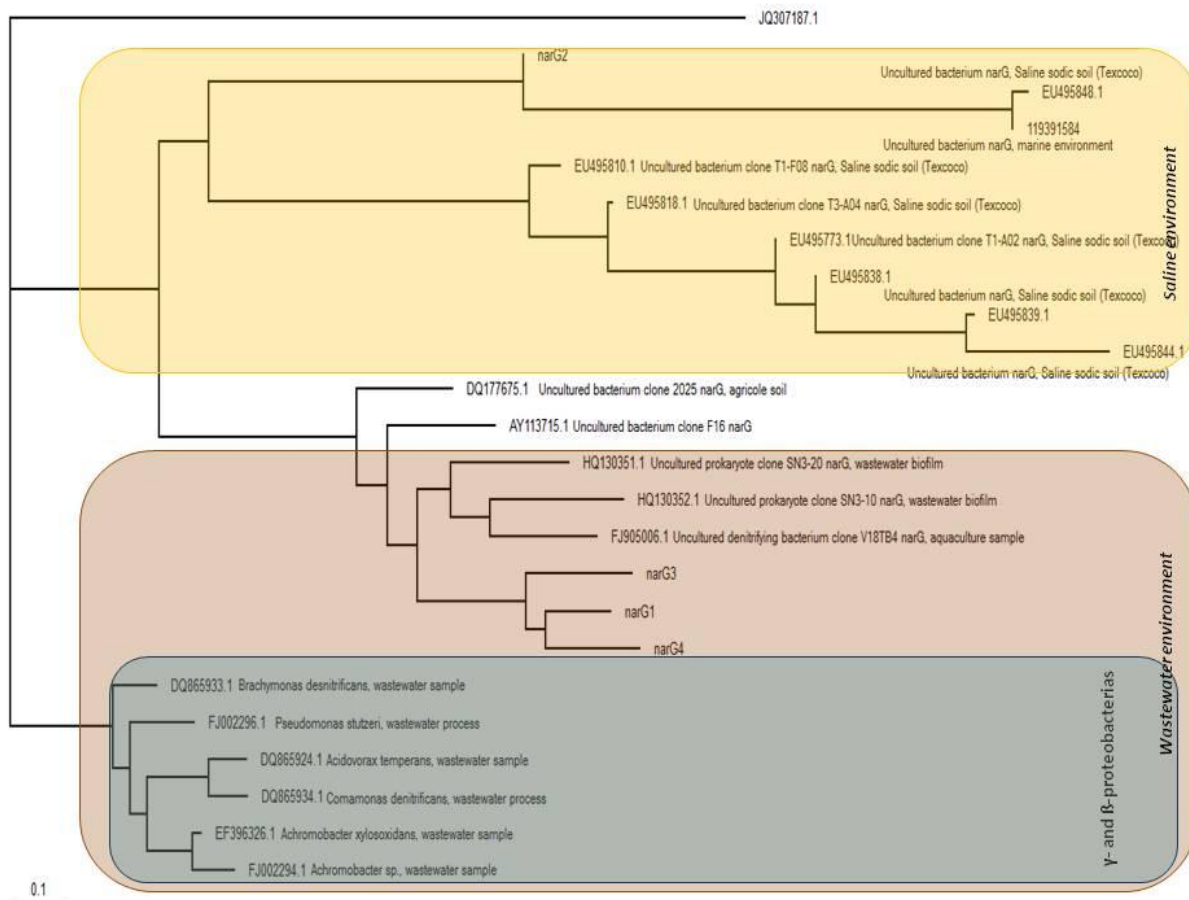 JQ307187.1
narG2
Uncultured bacterium narG, Saline sodic soil (Texcoco)
EU495848.1
119391584
Uncultured bacterium narG, marine environment
EU495810.1 Uncultured bacterium clone T1-F08 narG, Saline sodic soil (Texcoco)
EU495818.1 Uncultured bacterium clone T3-A04 narG, Saline sodic soil (Texcoco)
EU495773.1Uncultured bacterium clone T1-A02 narG, Saline sodic soil (Texcoco)
EU495838.1
Uncultured bacterium narG, Saline sodic soil (Texcoco)
EU495839.1
EU495844.1
Uncultured bacterium narG, Saline sodic soil (Texcoco)
Saline environment
DQ177675.1 Uncultured bacterium clone 2025 narG, agricole soil
AY113715.1 Uncultured bacterium clone F16 narG
HQ130351.1 Uncultured prokaryote clone SN3-20 narG, wastewater biofilm
HQ130352.1 Uncultured prokaryote clone SN3-10 narG, wastewater biofilm
FJ905006.1 Uncultured denitrifying bacterium clone V18TB4 narG, aquaculture sample
narG3
narG1
narG4
Wastewater environment
DQ865933.1 Brachymonas desnitrificans, wastewater sample
FJ002296.1 Pseudomonas stutzeri, wastewater process
DQ865924.1 Acidovorax temperans, wastewater sample
DQ865934.1 Comamonas denitrificans, wastewater process
EF396326.1 Achromobacter xylosoxidans, wastewater sample
FJ002294.1 Achromobacter sp., wastewater sample
γ- and ß-proteobacterias
0.1